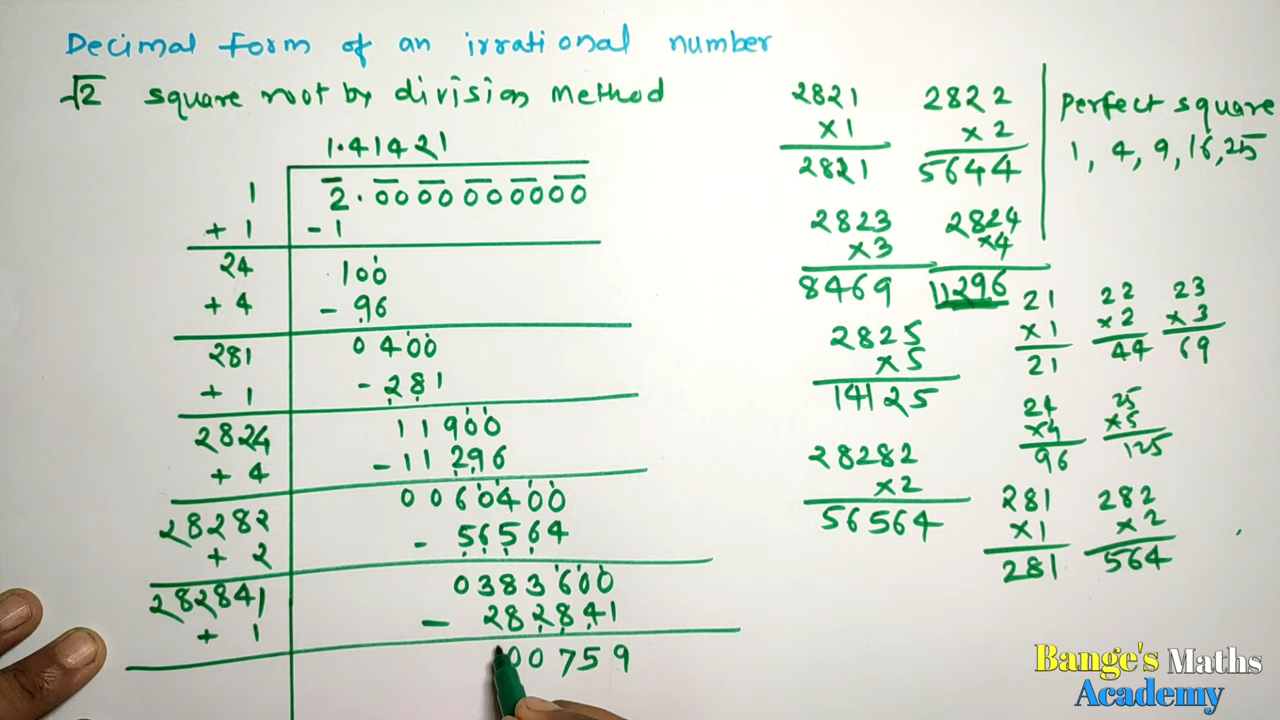 Decimal form of an irrational number
√2 square root by division method
1.41421
1
2.0000000000
+ 1
- 1
24
100
+ 4
- 96
281
0400
+ 1
- 281
2824
11900
+ 4
- 11296
28282
0060400
+ 2
- 56564
282841
0383600
+ 1
- 282841
00759
2821
x1
2821
2822
x2
5644
perfect square
1, 4, 9, 16, 25
2823
x3
8469
2824
x4
11296
2825
x5
14125
28282
x2
56564
21
x1
21
22
x2
44
23
x3
69
24
x4
96
25
x5
125
281
x1
281
282
x2
564
Bange's Maths
Academy